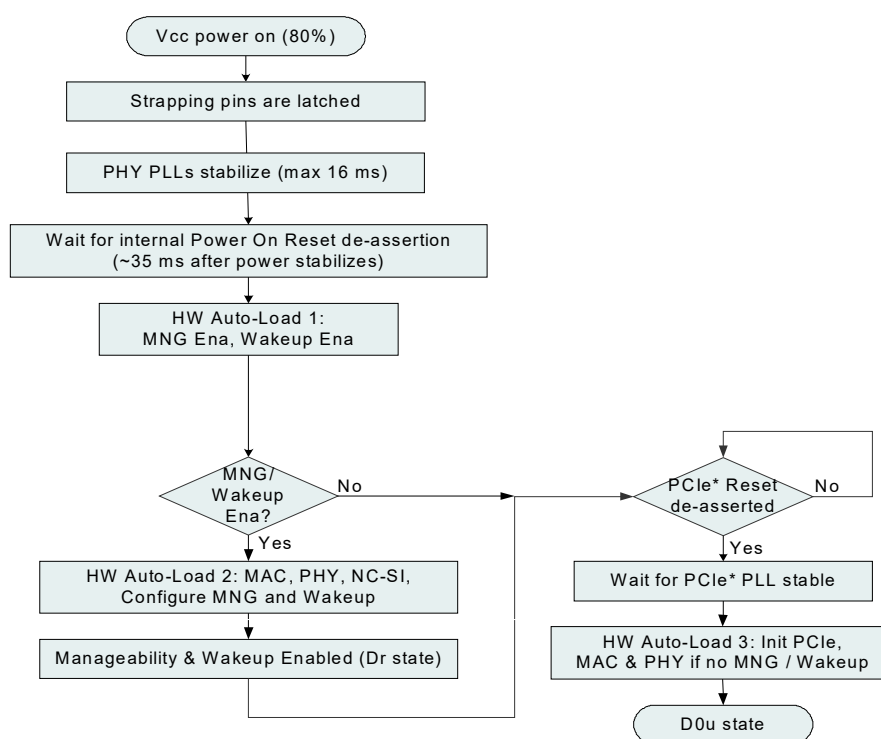 Vcc power on (80%)
Strapping pins are latched
PHY PLLs stabilize (max 16 ms)
Wait for internal Power On Reset de-assertion
(~35 ms after power stabilizes)
HW Auto-Load 1:
MNG Ena, Wakeup Ena
MNG/
Wakeup
Ena?
No
Yes
HW Auto-Load 2: MAC, PHY, NC-SI,
Configure MNG and Wakeup
Manageability & Wakeup Enabled (Dr state)
PCIe* Reset
de-asserted
No
Yes
Wait for PCIe* PLL stable
HW Auto-Load 3: Init PCIe,
MAC & PHY if no MNG / Wakeup
D0u state